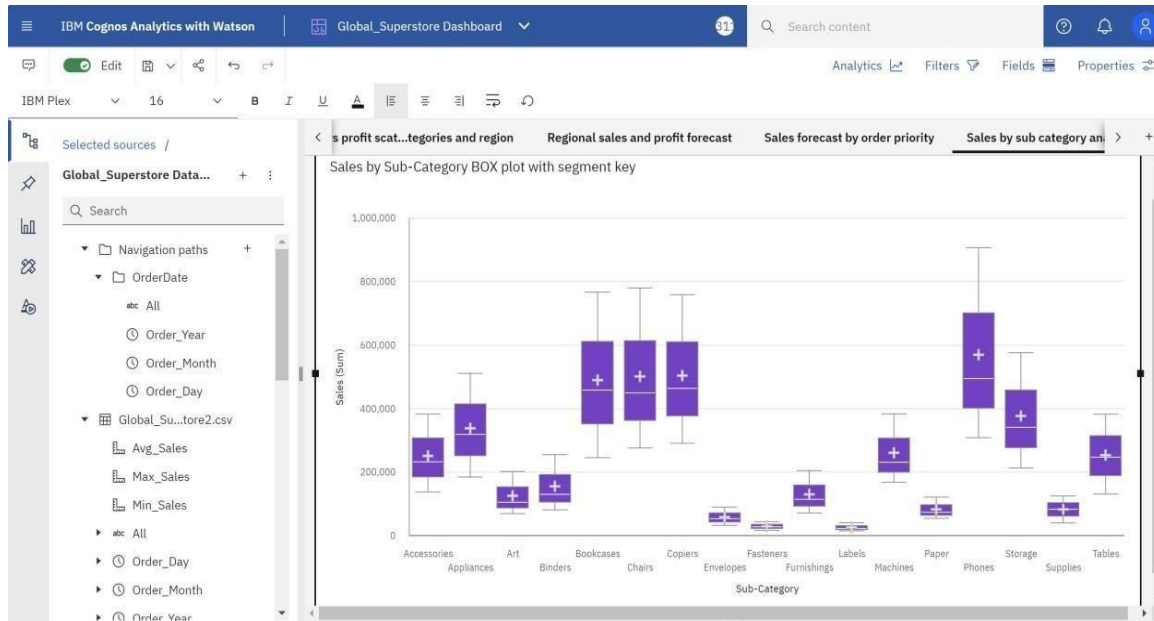 IBM Cognos Analytics with Watson
Global_Superstore Dashboard
Search content
Edit
Analytics
Filters
Fields
Properties
IBM Plex
16
B
I
U
A
Selected sources /
Global_Superstore Data...
Search
Navigation paths
OrderDate
abc All
Order_Year
Order_Month
Order_Day
Global_Su...tore2.csv
Avg_Sales
Max_Sales
Min_Sales
abc All
Order_Day
Order_Month
Order_Year
s profit scat...tegories and region
Regional sales and profit forecast
Sales forecast by order priority
Sales by sub category an
Sales by Sub-Category BOX plot with segment key
Sales (Sum)
1,000,000
800,000
600,000
400,000
200,000
0
Accessories
Appliances
Art
Binders
Bookcases
Chairs
Copiers
Envelopes
Fasteners
Furnishings
Labels
Machines
Paper
Phones
Storage
Supplies
Tables
Sub-Category